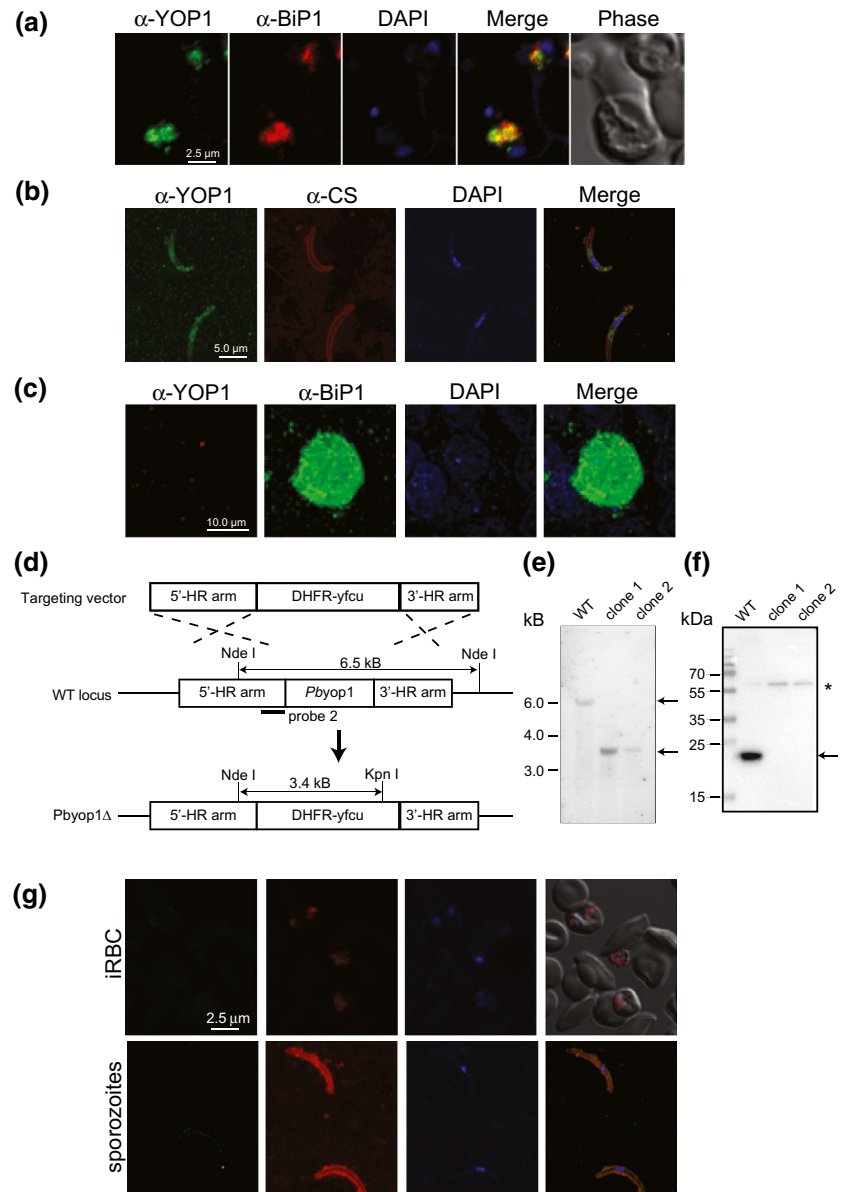 (a)
α-YOP1 α-BiP1 DAPI Merge Phase
2.5 μm
(b)
α-YOP1 α-CS DAPI Merge
5.0 μm
(c)
α-YOP1 α-BiP1 DAPI Merge
10.0 μm
(d)
Targeting vector 5'-HR arm DHFR-yfcu 3'-HR arm
Nde I Nde I
6.5 kB
WT locus 5'-HR arm Pbyop1 3'-HR arm
probe 2
Nde I Kpn I
3.4 kB
Pbyop1Δ 5'-HR arm DHFR-yfcu 3'-HR arm
(e)
kB WT clone 1 clone 2
6.0
4.0
3.0
(f)
kDa WT clone 1 clone 2
70
55 *
35
25
15
(g)
iRBC
2.5 μm
sporozoites